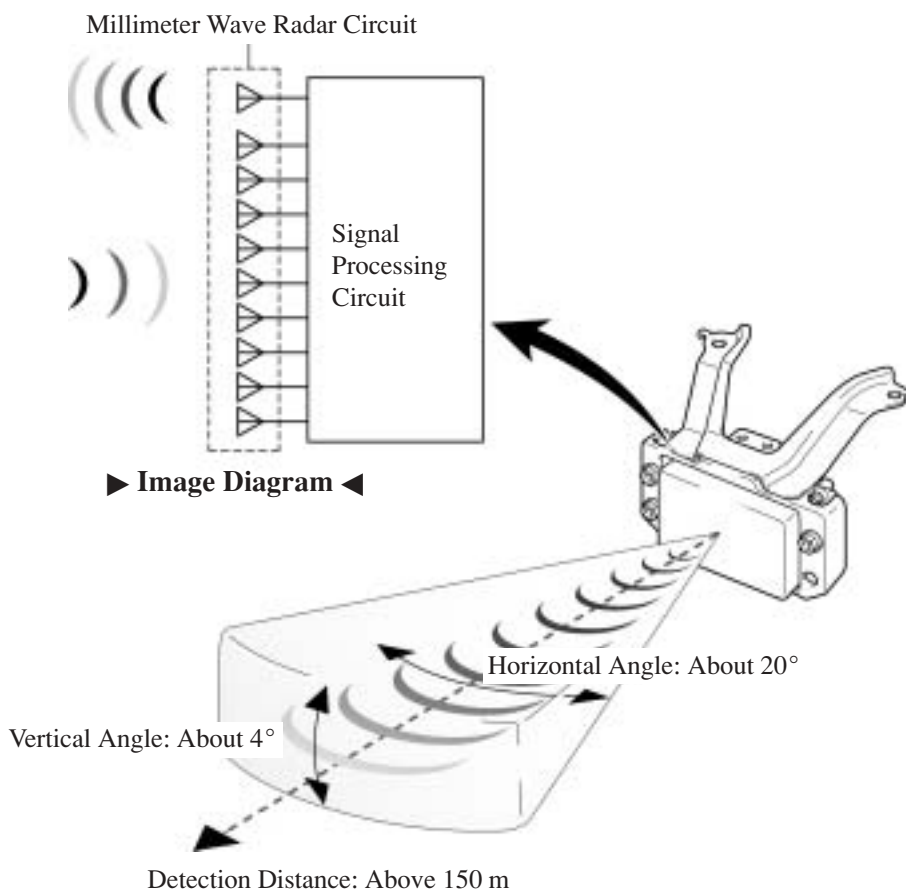 Millimeter Wave Radar Circuit
Signal
Processing
Circuit
▶ Image Diagram ◀
Horizontal Angle: About 20°
Vertical Angle: About 4°
Detection Distance: Above 150 m